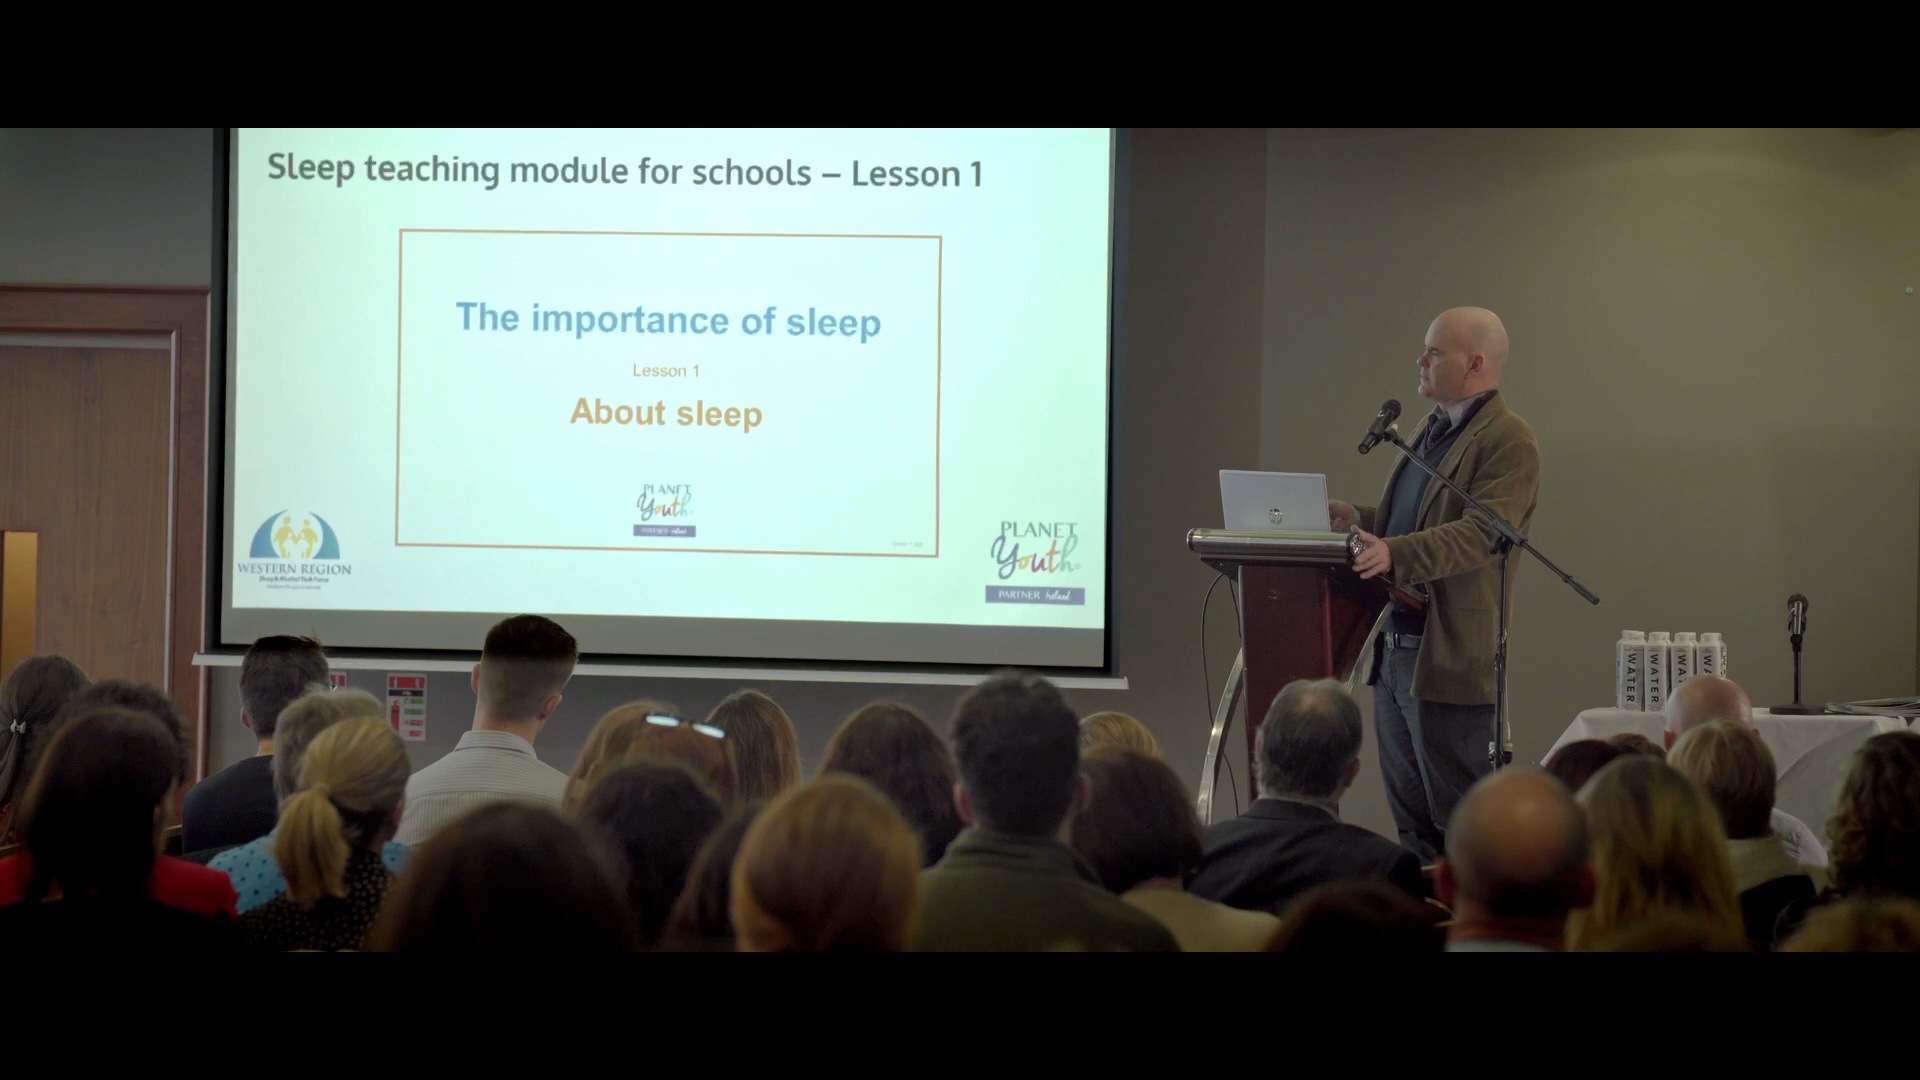 Sleep teaching module for schools – Lesson 1
The importance of sleep
Lesson 1
About sleep
PLANET
Youth
WESTERN REGION
Drug & Alcohol Task Force
PLANET
Youth
PARTNER Ireland
WATER
WATER
WATER
WATER